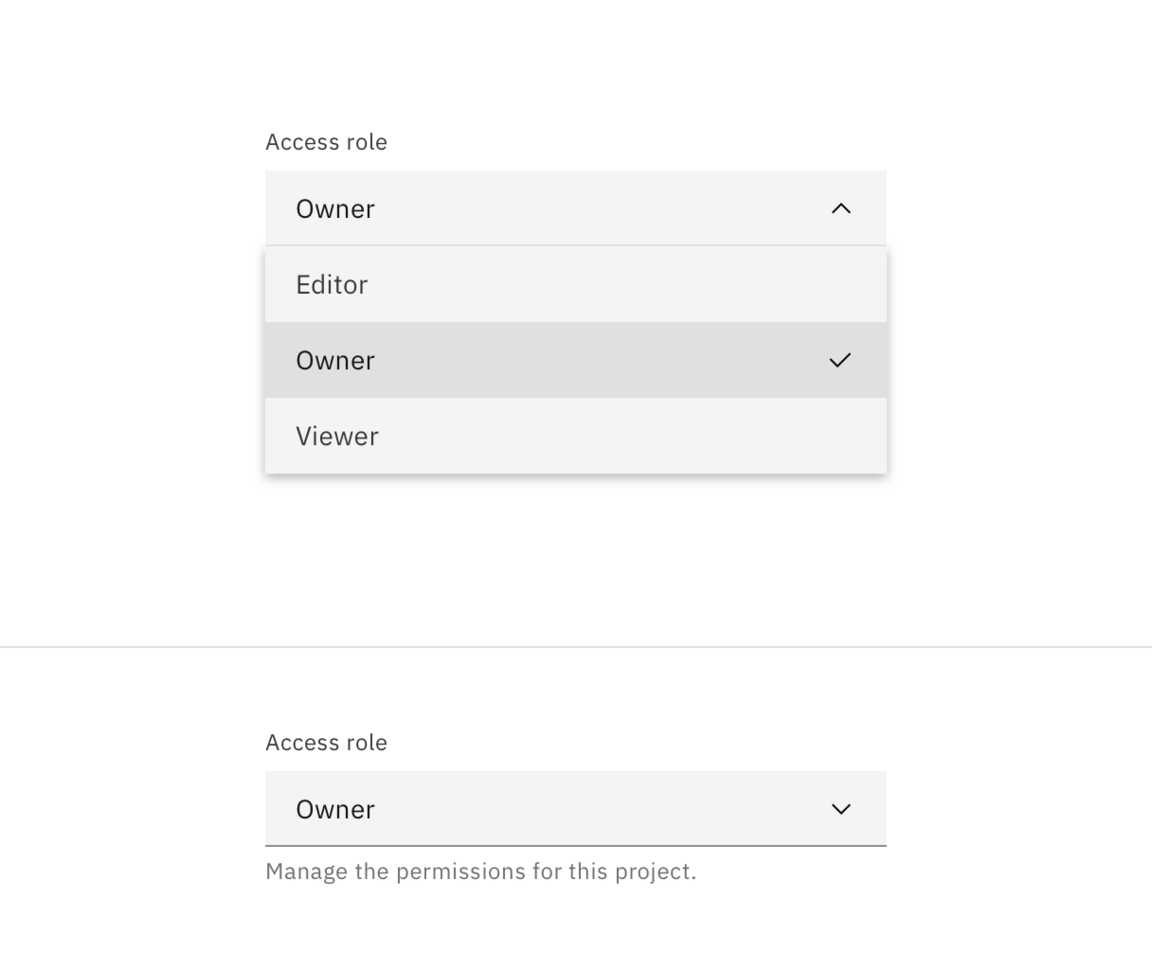 Access role
Owner
Editor
Owner
Viewer
Access role
Owner
Manage the permissions for this project.